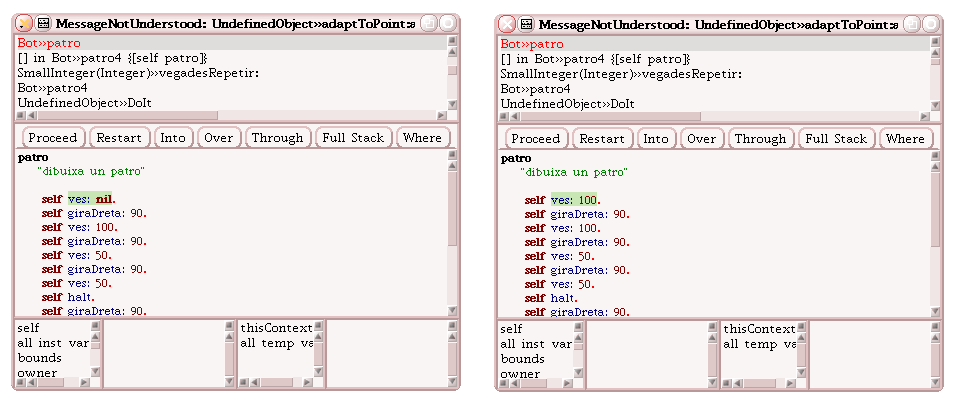 MessageNotUnderstood: UndefinedObject»adaptToPoint:a
Bot»patro
[] in Bot»patro4 {[self patro]}
SmallInteger(Integer)»vegadesRepetir:
Bot»patro4
UndefinedObject»DoIt
Proceed Restart Into Over Through Full Stack Where
patro
"dibuixa un patro"
self ves: nil.
self giraDreta: 90.
self ves: 100.
self giraDreta: 90.
self ves: 50.
self giraDreta: 90.
self ves: 50.
self halt.
self giraDreta: 90.
self
all inst var
bounds
owner
thisContext
all temp va
MessageNotUnderstood: UndefinedObject»adaptToPoint:a
Bot»patro
[] in Bot»patro4 {[self patro]}
SmallInteger(Integer)»vegadesRepetir:
Bot»patro4
UndefinedObject»DoIt
Proceed Restart Into Over Through Full Stack Where
patro
"dibuixa un patro"
self ves: 100.
self giraDreta: 90.
self ves: 100.
self giraDreta: 90.
self ves: 50.
self giraDreta: 90.
self ves: 50.
self halt.
self giraDreta: 90.
self
all inst var
bounds
owner
thisContext
all temp va